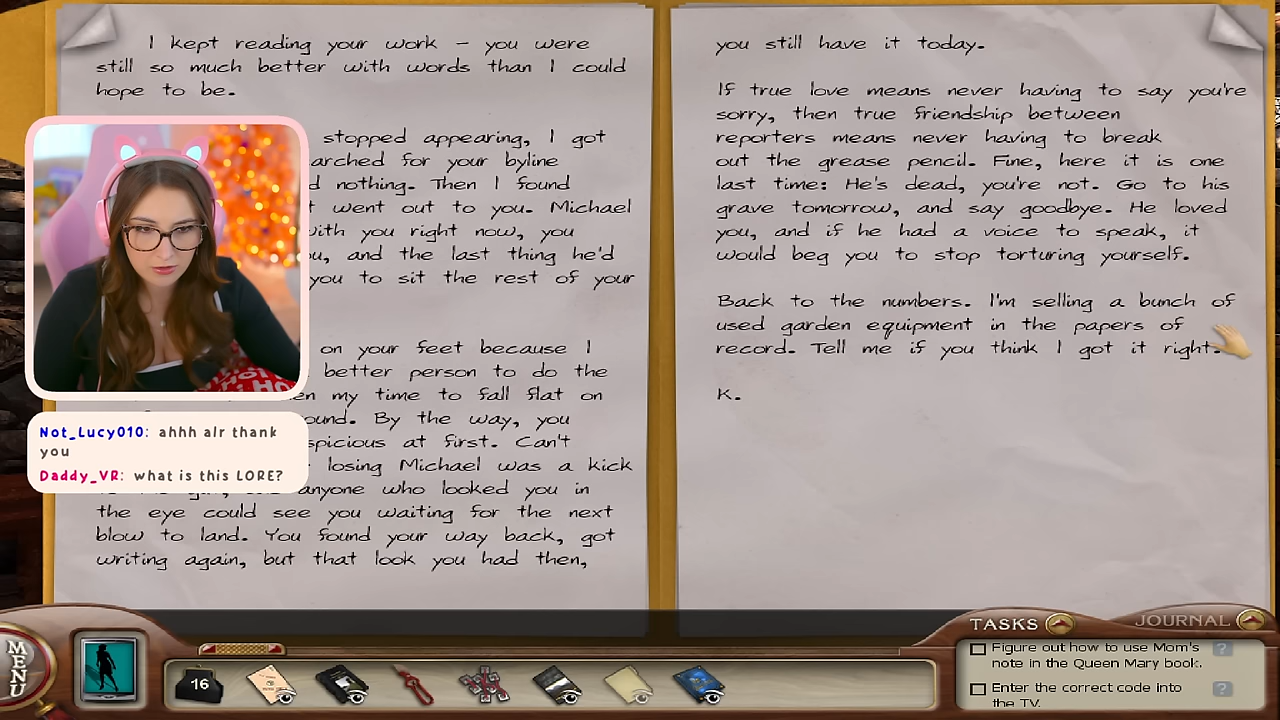 I kept reading your work - you were
still so much better with words than I could
hope to be.
stopped appearing, I got
arched for your byline
d nothing. Then I found
t went out to you. Michael
with you right now, you
u, and the last thing he'd
you to sit the rest of your
on your feet because I
better person to do the
en my time to fall flat on
ound. By the way, you
spicious at first. Can't
losing Michael was a kick
anyone who looked you in
the eye could see you waiting for the next
blow to land. You found your way back, got
writing again, but that look you had then,
you still have it today.
If true love means never having to say you're
sorry, then true friendship between
reporters means never having to break
out the grease pencil. Fine, here it is one
last time: He's dead, you're not. Go to his
grave tomorrow, and say goodbye. He loved
you, and if he had a voice to speak, it
would beg you to stop torturing yourself.
Back to the numbers. I'm selling a bunch of
used garden equipment in the papers of
record. Tell me if you think I got it right.
K.
Not_Lucy010: ahhh alr thank
you
Daddy_VR: what is this LORE?
MENU
16
TASKS
JOURNAL
Figure out how to use Mom's ?
note in the Queen Mary book.
Enter the correct code into ?
the TV.